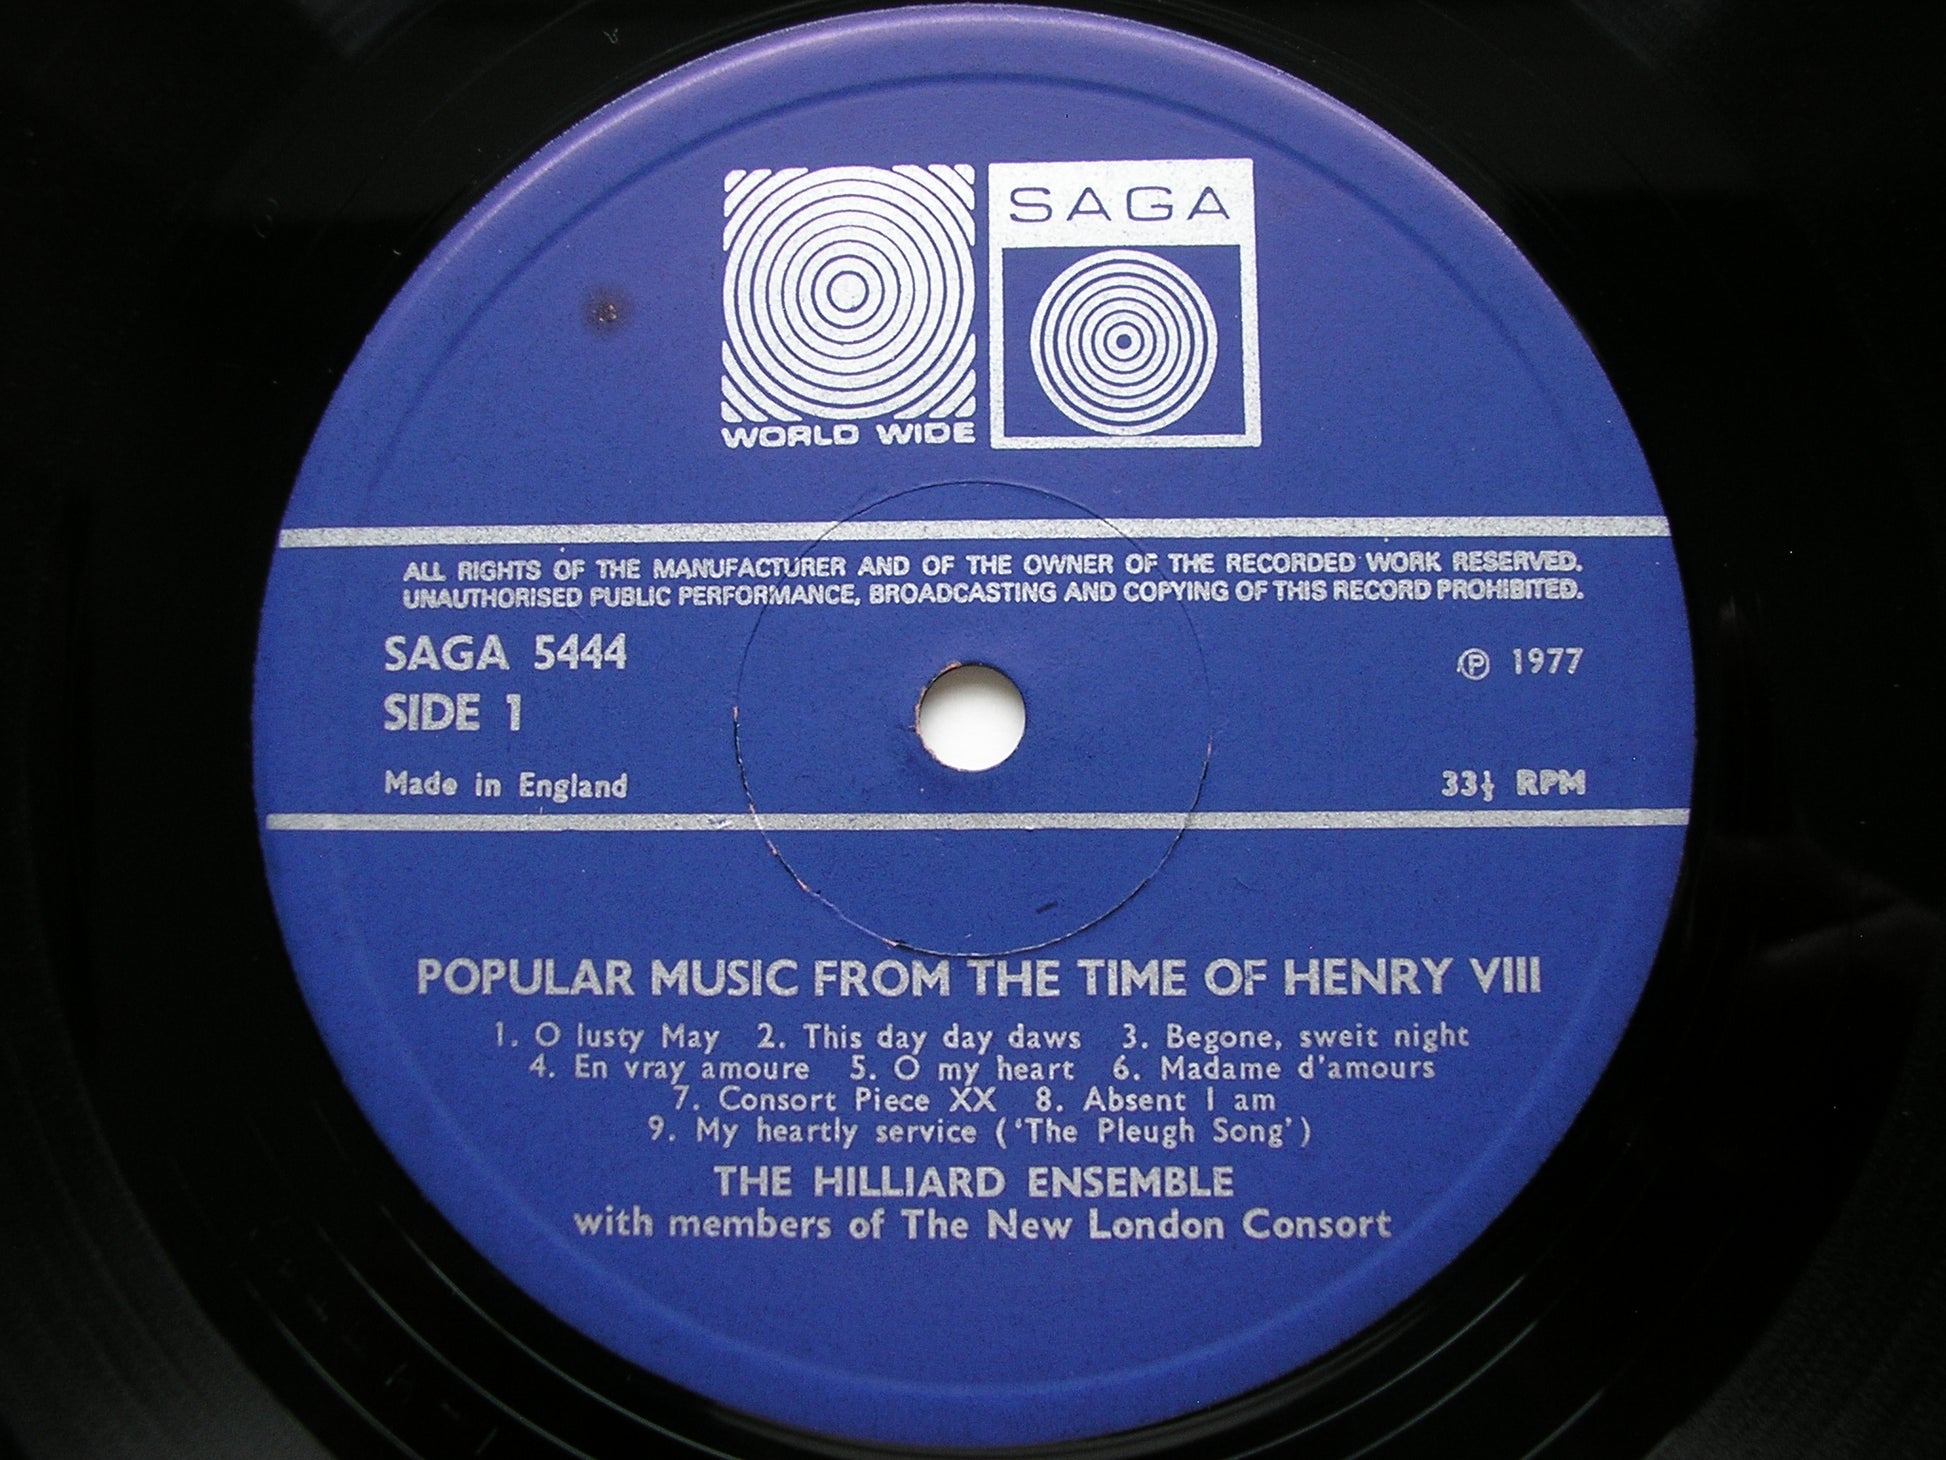 SAGA
WORLD WIDE
ALL RIGHTS OF THE MANUFACTURER AND OF THE OWNER OF THE RECORDED WORK RESERVED.
UNAUTHORISED PUBLIC PERFORMANCE, BROADCASTING AND COPYING OF THIS RECORD PROHIBITED.
SAGA 5444
℗ 1977
SIDE 1
Made in England
33⅓ RPM
POPULAR MUSIC FROM THE TIME OF HENRY VIII
1. O lusty May 2. This day day daws 3. Begone, sweit night
4. En vray amoure 5. O my heart 6. Madame d'amours
7. Consort Piece XX 8. Absent I am
9. My heartly service ('The Pleugh Song')
THE HILLIARD ENSEMBLE
with members of The New London Consort